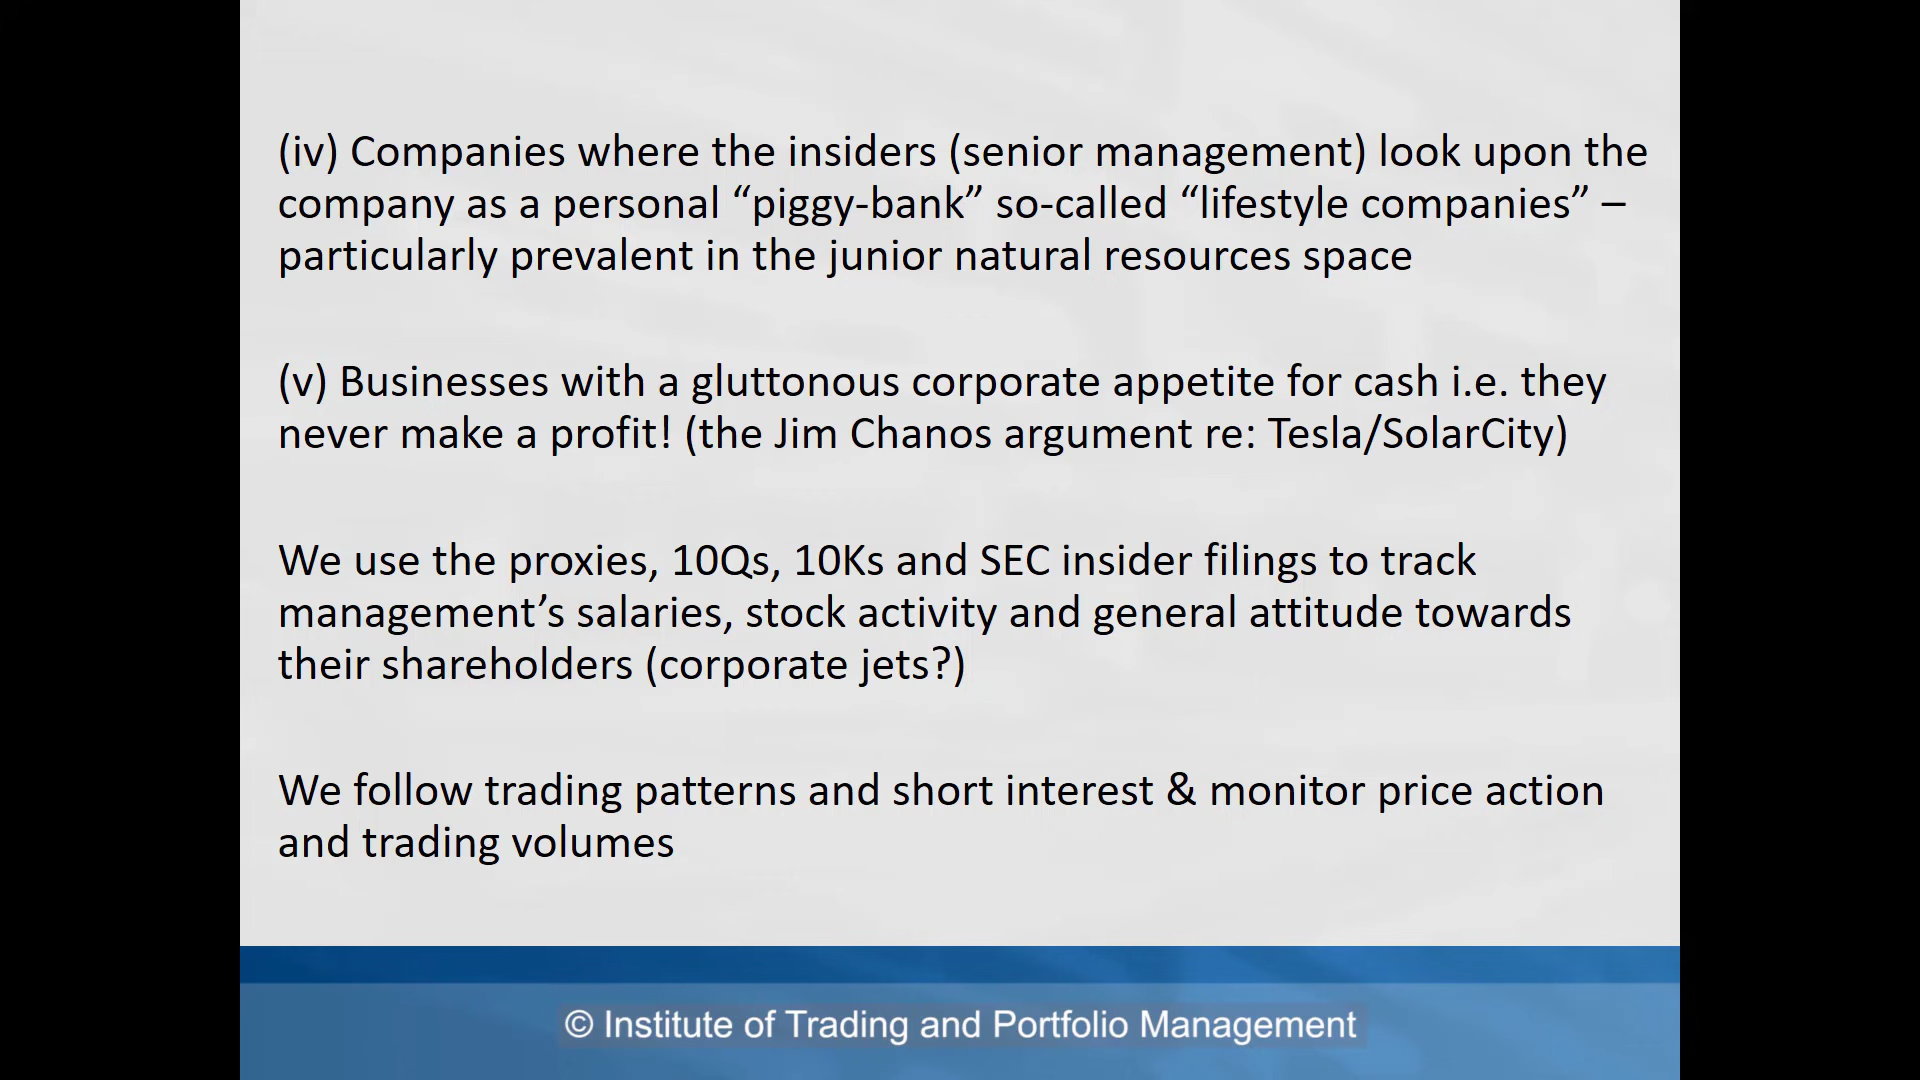 (iv) Companies where the insiders (senior management) look upon the
company as a personal “piggy-bank” so-called “lifestyle companies” –
particularly prevalent in the junior natural resources space
(v) Businesses with a gluttonous corporate appetite for cash i.e. they
never make a profit! (the Jim Chanos argument re: Tesla/SolarCity)
We use the proxies, 10Qs, 10Ks and SEC insider filings to track
management’s salaries, stock activity and general attitude towards
their shareholders (corporate jets?)
We follow trading patterns and short interest & monitor price action
and trading volumes
© Institute of Trading and Portfolio Management